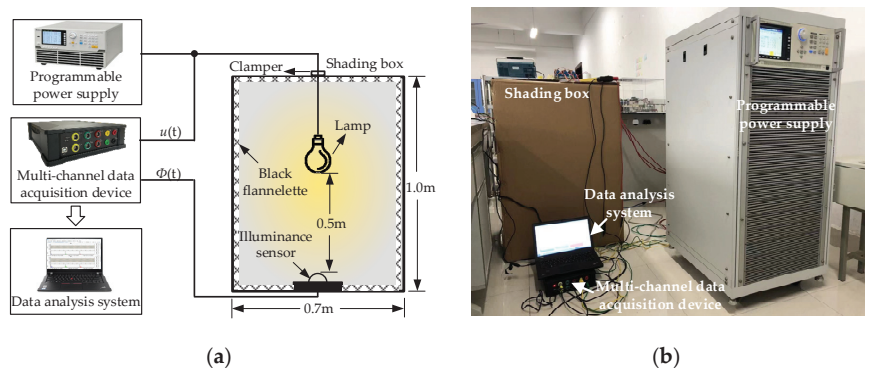 Programmable
power supply
Multi-channel data
acquisition device
Data analysis system
u(t)
Φ(t)
Clamper
Shading box
Lamp
Black
flannelette
0.5m
1.0m
Illuminance
sensor
0.7m
(a)
Shading box
Programmable
power supply
Data analysis
system
Multi-channel data
acquisition device
(b)